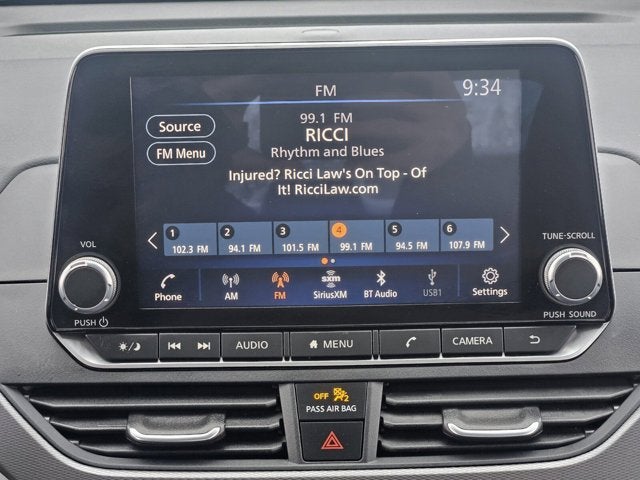 FM
9:34
Source
FM Menu
99.1 FM
RICCI
Rhythm and Blues
Injured? Ricci Law's On Top - Of
It! RicciLaw.com
1 2 3 4 5 6
102.3 FM 94.1 FM 101.5 FM 99.1 FM 94.5 FM 107.9 FM
Phone AM FM sxm SiriusXM BT Audio USB1 Settings
VOL
PUSH
TUNE-SCROLL
PUSH SOUND
AUDIO MENU CAMERA
OFF 2
PASS AIR BAG